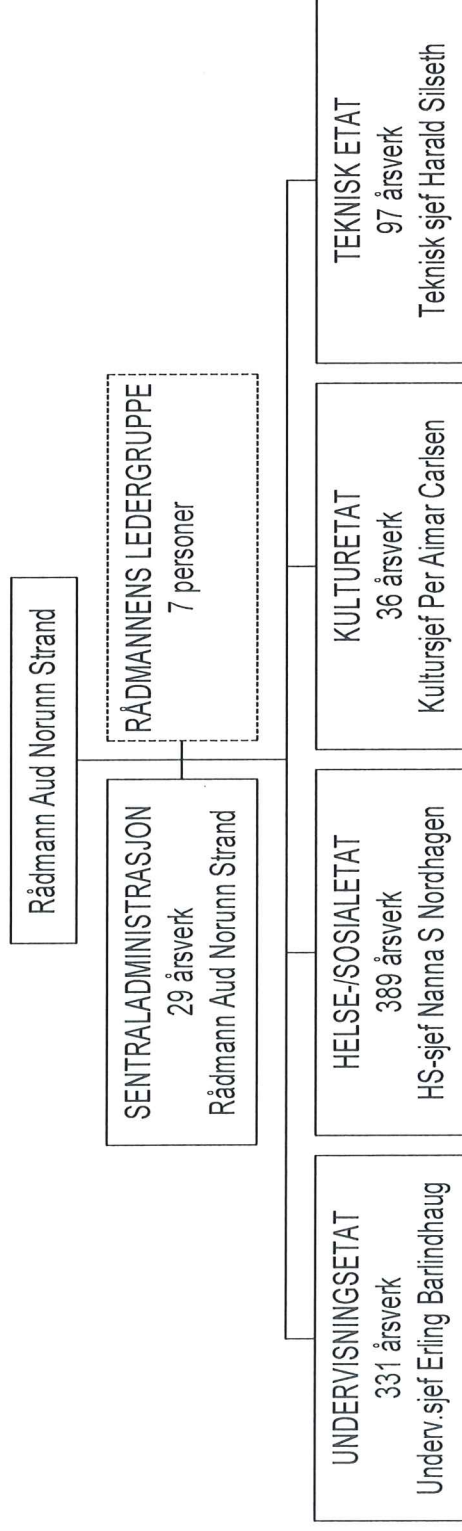 Rådmann Aud Norunn Strand
SENTRALADMINISTRASJON
29 årsverk
Rådmann Aud Norunn Strand
RÅDMANNENS LEDERGRUPPE
7 personer
UNDERVISNINGSETAT
331 årsverk
Underv.sjef Erling Barlindhaug
HELSE-/SOSIALETAT
389 årsverk
HS-sjef Nanna S Nordhagen
KULTURETAT
36 årsverk
Kultursjef Per Aimar Carlsen
TEKNISK ETAT
97 årsverk
Teknisk sjef Harald Silseth